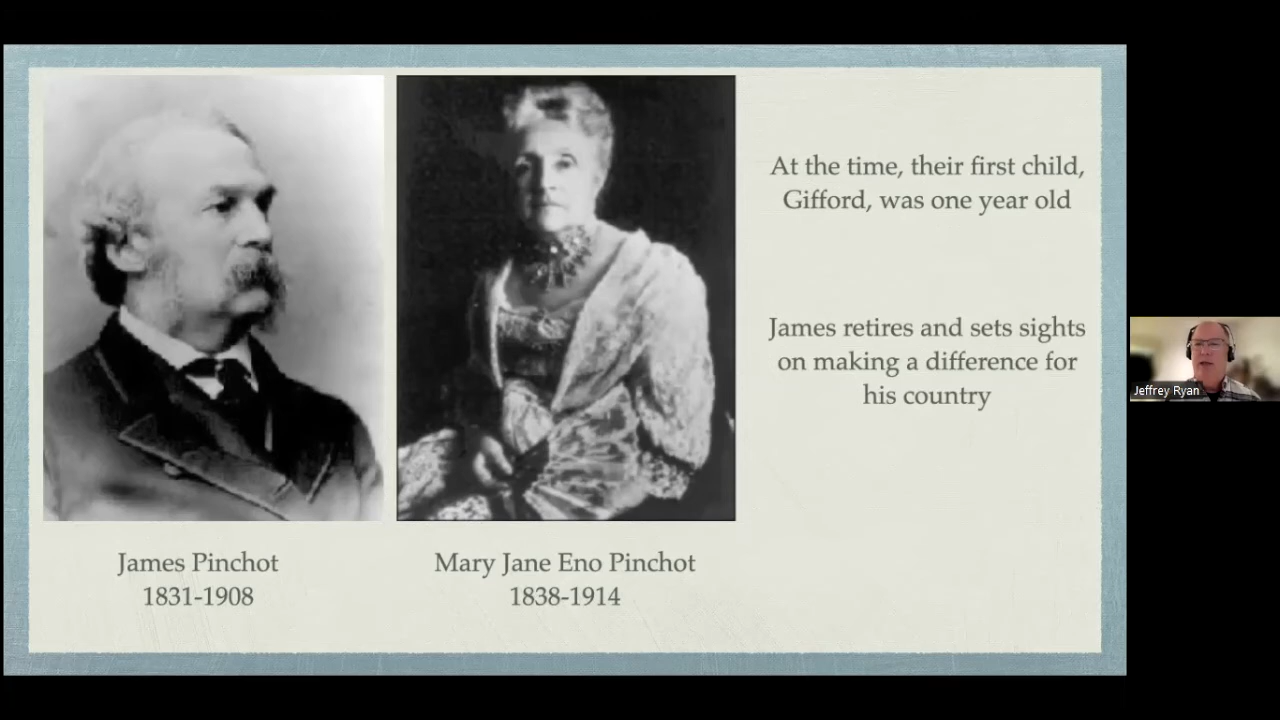 At the time, their first child,
Gifford, was one year old
James retires and sets sights
on making a difference for
his country
James Pinchot
1831-1908
Mary Jane Eno Pinchot
1838-1914
Jeffrey Ryan